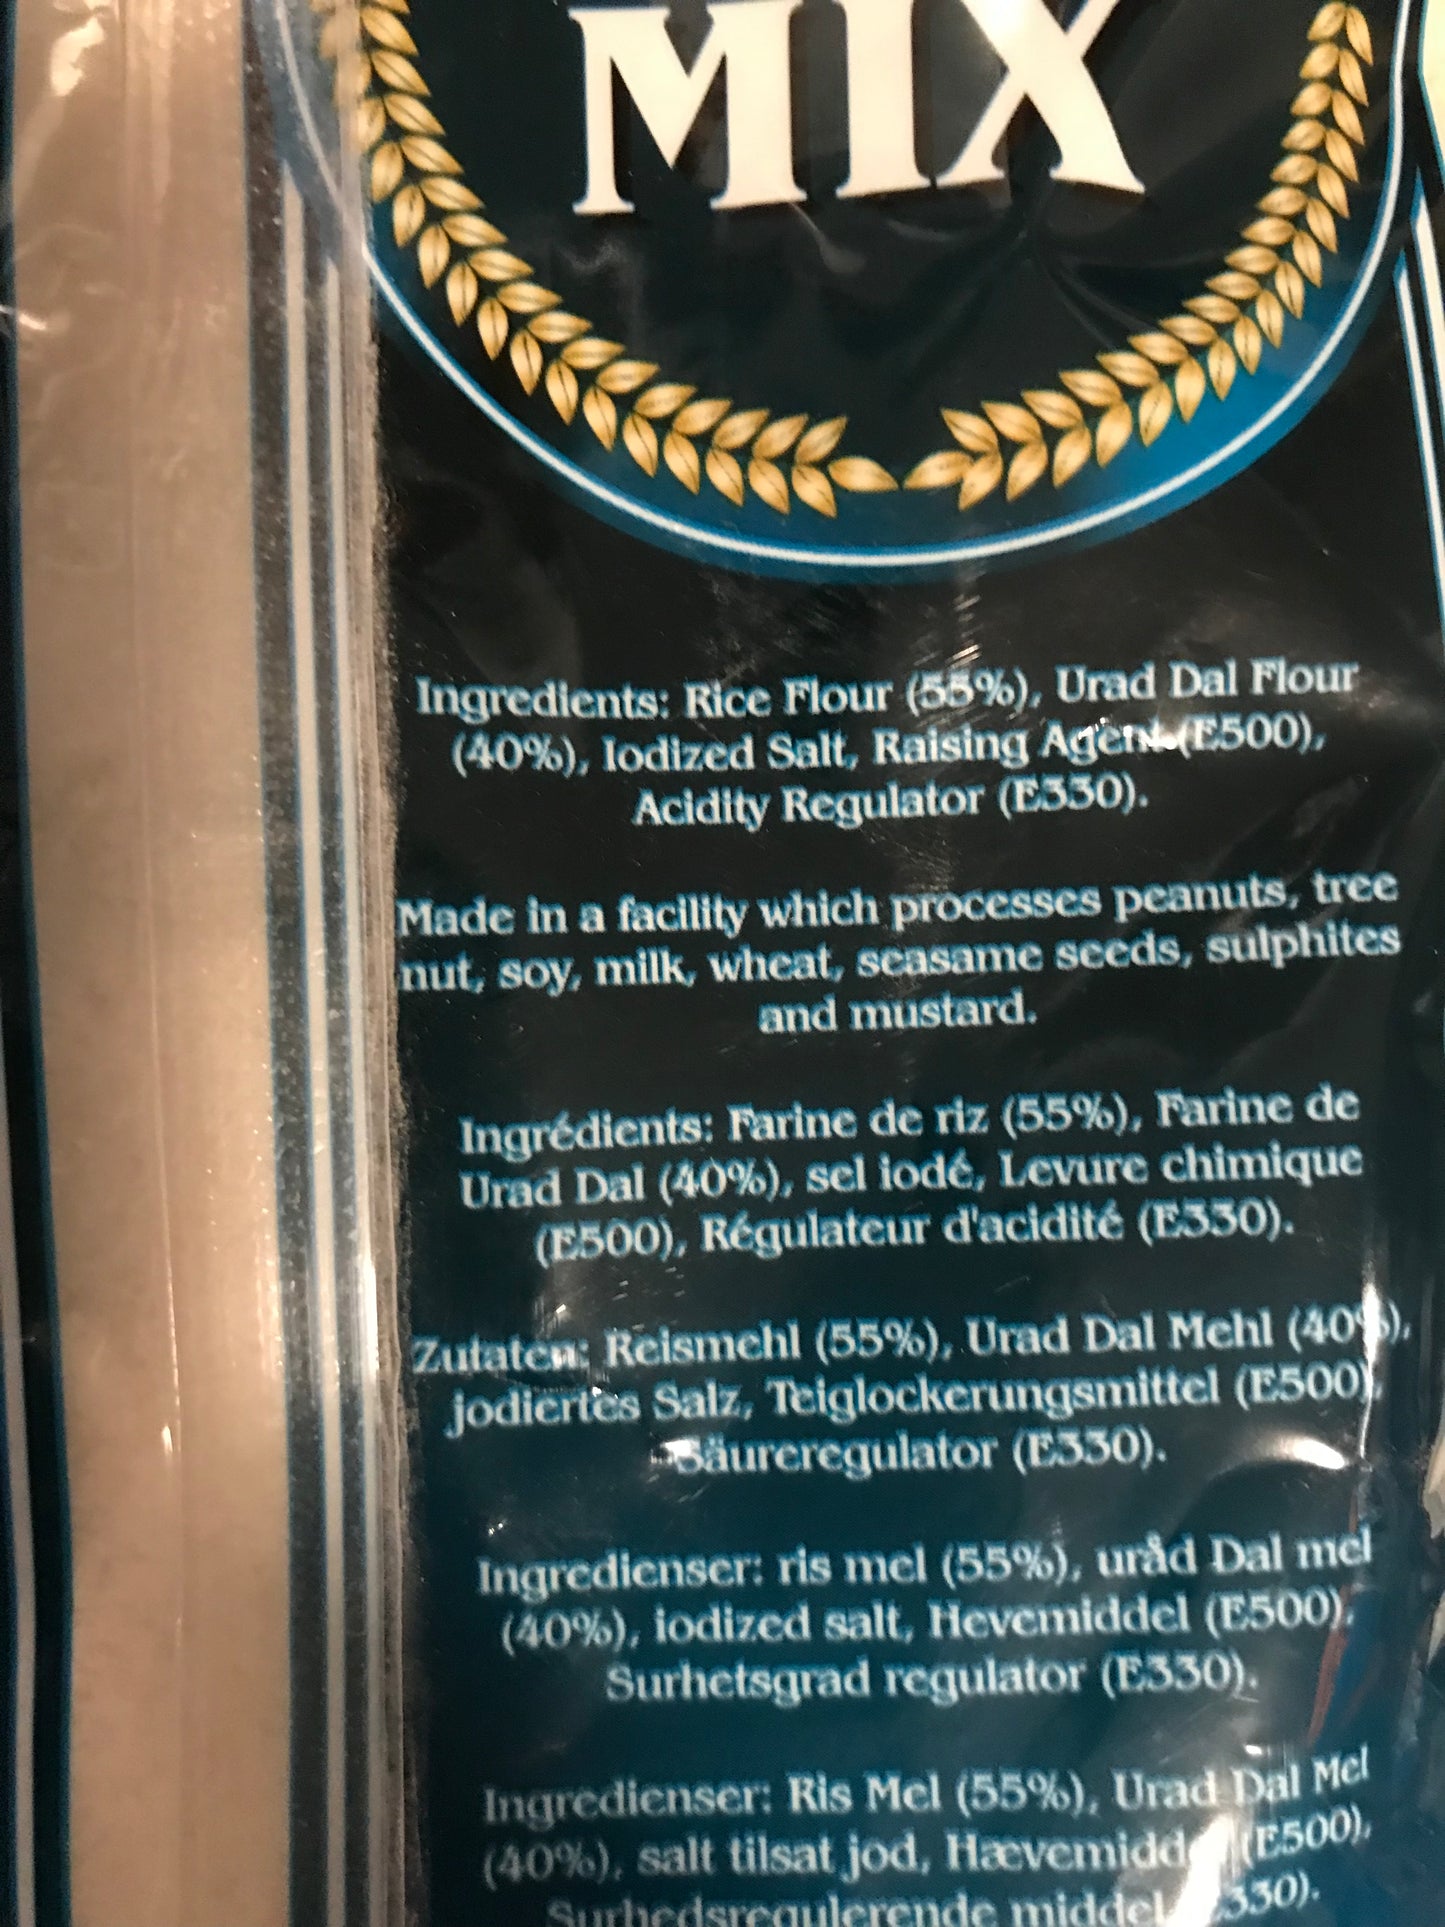 MIX
Ingredients: Rice Flour (55%), Urad Dal Flour
(40%), Iodized Salt, Raising Agent (E500),
Acidity Regulator (E330).
Made in a facility which processes peanuts, tree
nut, soy, milk, wheat, seasame seeds, sulphites
and mustard.
Ingrédients: Farine de riz (55%), Farine de
Urad Dal (40%), sel iodé, Levure chimique
(E500), Régulateur d'acidité (E330).
Zutaten: Reismehl (55%), Urad Dal Mehl (40%),
jodiertes Salz, Teiglockerungsmittel (E500),
Säureregulator (E330).
Ingredienser: ris mel (55%), uråd Dal mel
(40%), iodized salt, Hevemiddel (E500),
Surhetsgrad regulator (E330).
Ingredienser: Ris Mel (55%), Urad Dal Mel
(40%), salt tilsat jod, Hævemidd (E500),
Surhedsregulerende middel 330).